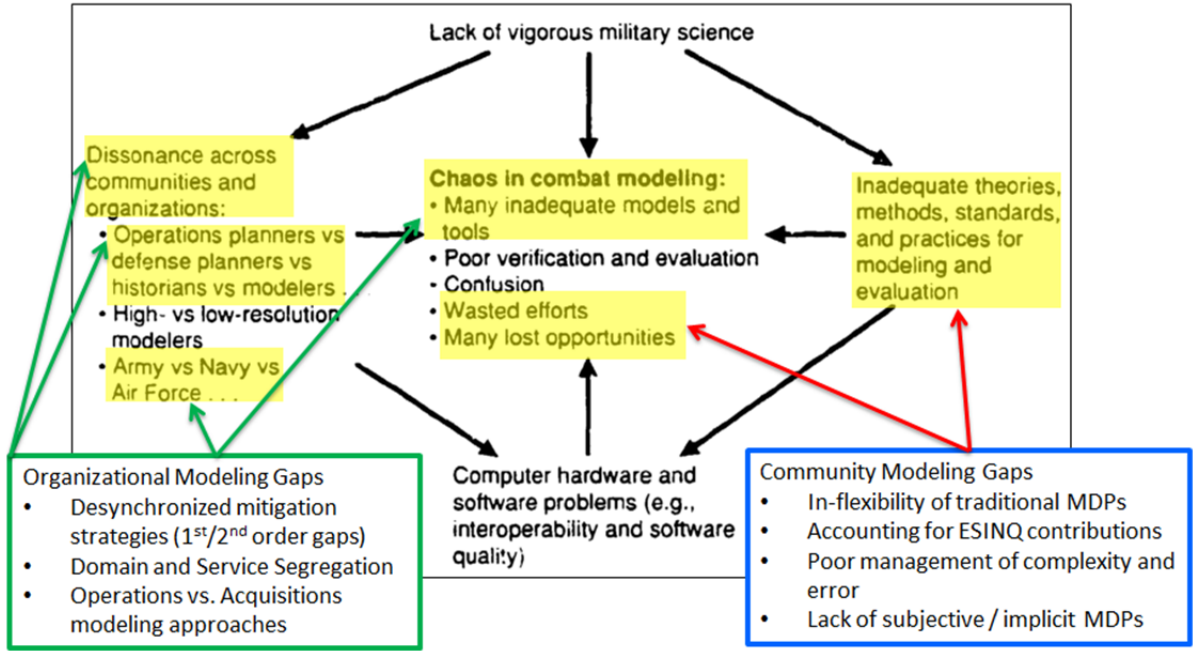 Lack of vigorous military science
Dissonance across
communities and
organizations:
• Operations planners vs
defense planners vs
historians vs modelers . . .
• High- vs low-resolution
modelers
• Army vs Navy vs
Air Force . . .
Chaos in combat modeling:
• Many inadequate models and
tools
• Poor verification and evaluation
• Confusion
• Wasted efforts
• Many lost opportunities
Inadequate theories,
methods, standards,
and practices for
modeling and
evaluation
Computer hardware and
software problems (e.g.,
interoperability and software
quality)
Organizational Modeling Gaps
• Desynchronized mitigation
strategies (1st/2nd order gaps)
• Domain and Service Segregation
• Operations vs. Acquisitions
modeling approaches
Community Modeling Gaps
• In-flexibility of traditional MDPs
• Accounting for ESINQ contributions
• Poor management of complexity and
error
• Lack of subjective / implicit MDPs